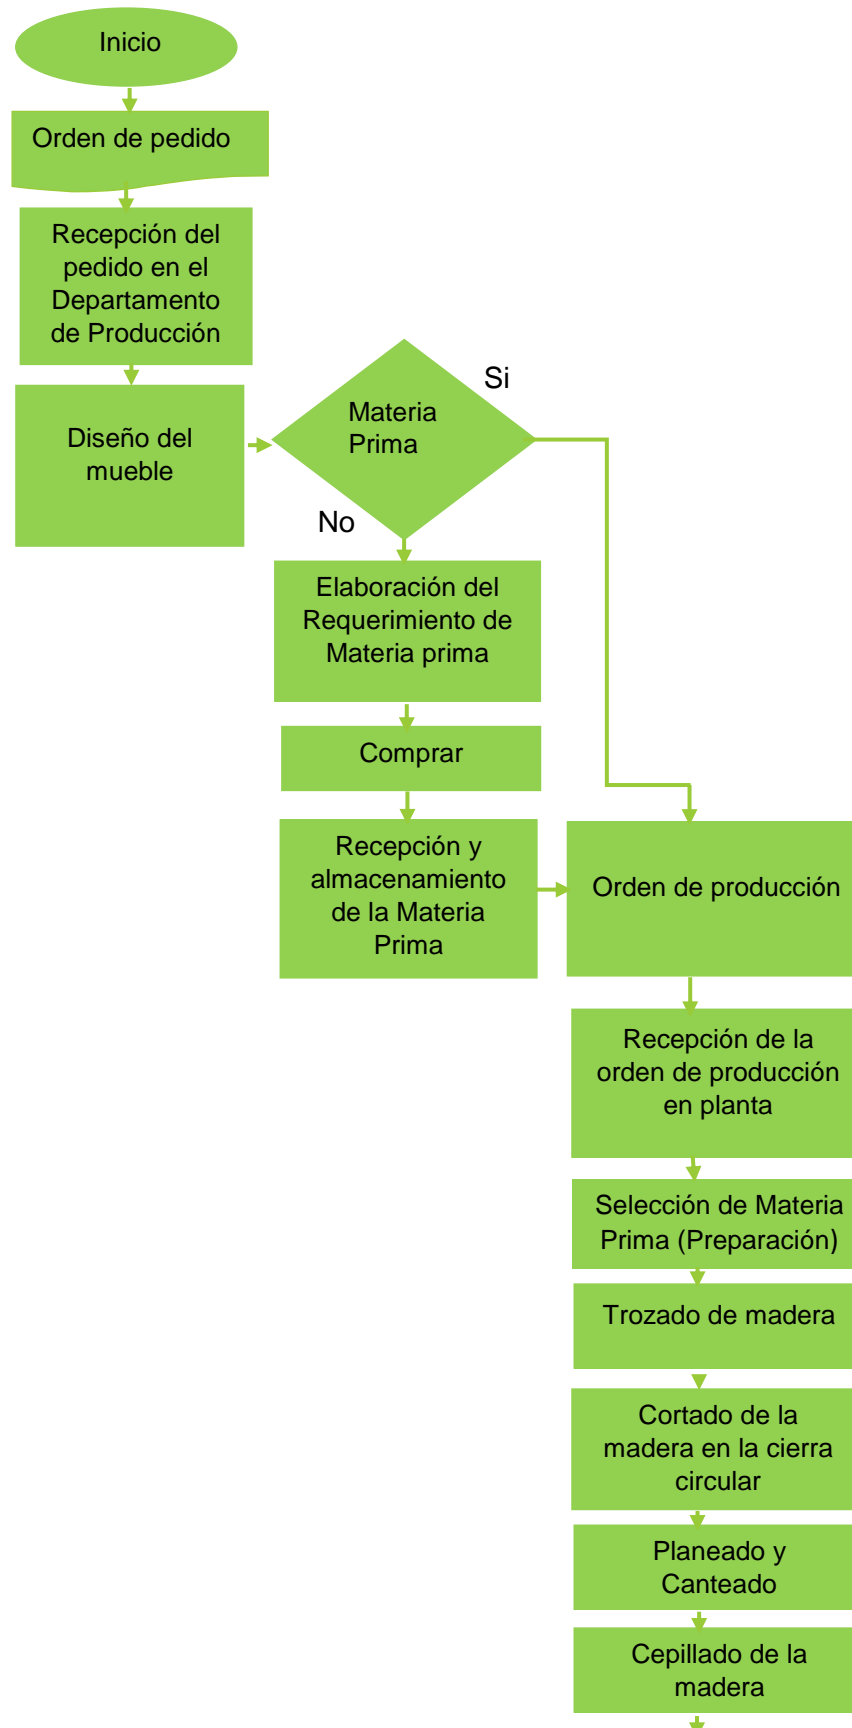 Inicio
Orden de pedido
Recepción del
pedido en el
Departamento
de Producción
Diseño del
mueble
Materia
Prima
Si
No
Elaboración del
Requerimiento de
Materia prima
Comprar
Recepción y
almacenamiento
de la Materia
Prima
Orden de producción
Recepción de la
orden de producción
en planta
Selección de Materia
Prima (Preparación)
Trozado de madera
Cortado de la
madera en la cierra
circular
Planeado y
Canteado
Cepillado de la
madera